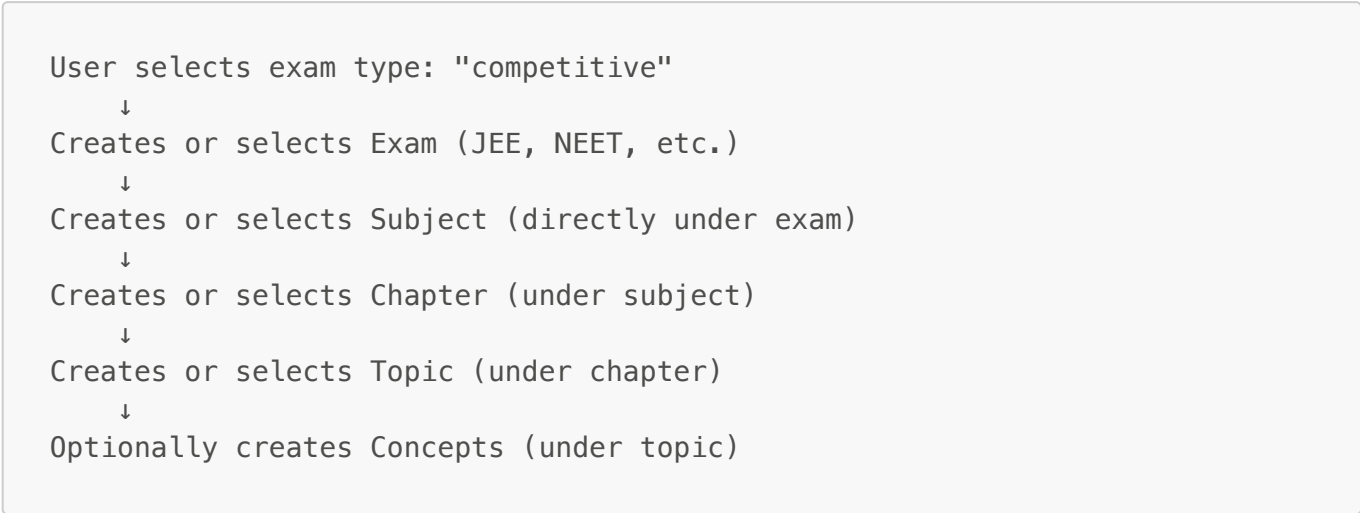 User selects exam type: "competitive"
↓
Creates or selects Exam (JEE, NEET, etc.)
↓
Creates or selects Subject (directly under exam)
↓
Creates or selects Chapter (under subject)
↓
Creates or selects Topic (under chapter)
↓
Optionally creates Concepts (under topic)